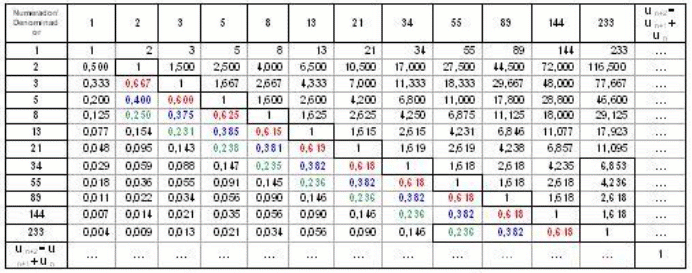 Numerador/ Denominad or 1 2 3 5 8 13 21 34 55 89 144 233 u n+2= u n+1 + u n
1 1 2 3 5 8 13 21 34 55 89 144 233 ...
2 0,500 1 1,500 2,500 4,000 6,500 10,500 17,000 27,500 44,500 72,000 116,500 ...
3 0,333 0,667 1 1,667 2,667 4,333 7,000 11,333 18,333 29,667 48,000 77,667 ...
5 0,200 0,400 0,600 1 1,600 2,600 4,200 6,800 11,000 17,800 28,800 46,600 ...
8 0,125 0,250 0,375 0,625 1 1,625 2,625 4,250 6,875 11,125 18,000 29,125 ...
13 0,077 0,154 0,231 0,385 0,615 1 1,615 2,615 4,231 6,846 11,077 17,923 ...
21 0,048 0,095 0,143 0,238 0,381 0,619 1 1,619 2,619 4,238 6,857 11,095 ...
34 0,029 0,059 0,088 0,147 0,235 0,382 0,618 1 1,618 2,618 4,235 6,853 ...
55 0,018 0,036 0,055 0,091 0,145 0,236 0,382 0,618 1 1,618 2,618 4,236 ...
89 0,011 0,022 0,034 0,056 0,090 0,146 0,236 0,382 0,618 1 1,618 2,618 ...
144 0,007 0,014 0,021 0,035 0,056 0,090 0,146 0,236 0,382 0,618 1 1,618 ...
233 0,004 0,009 0,013 0,021 0,034 0,056 0,090 0,146 0,236 0,382 0,618 1 ...
u n+2= u n+1 + u n ... ... ... ... ... ... ... ... ... ... ... ... 1